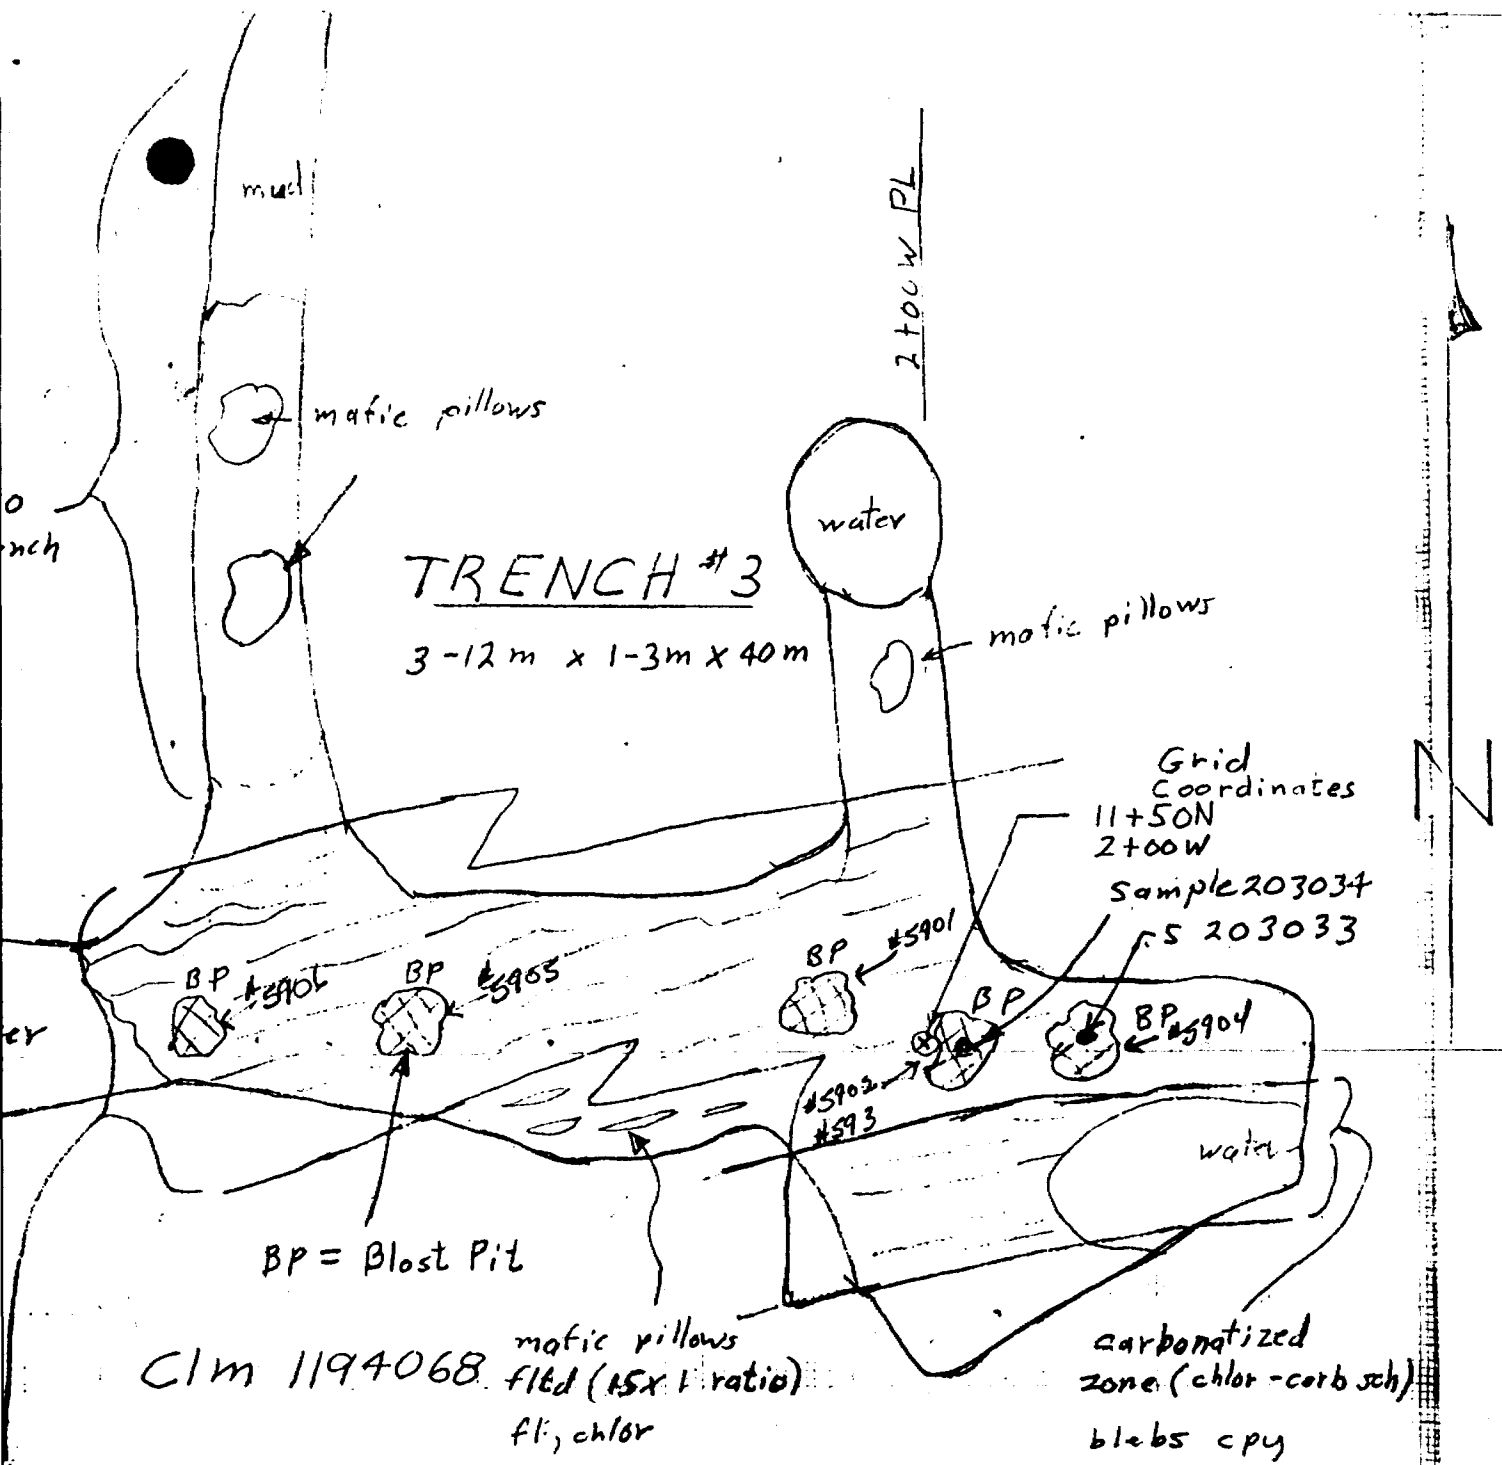 mud
2+00W PL
mafic pillows
water
TRENCH #3
3-12m x 1-3m x 40m
mafic pillows
Grid
Coordinates
11+50N
2+00W
Sample 203034
S 203033
N
BP #5901
BP
BP #5905
BP
BP #5904
#5902
#593
water
BP = Blast Pit
mafic pillows
fltd (15x1 ratio)
fl, chlor
Clm 1194068
carbonatized
zone (chlor-carb sch)
blebs cpy